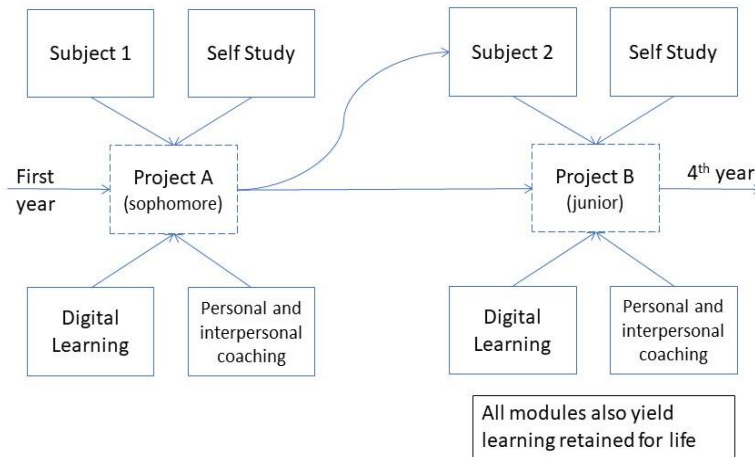 Subject 1
Self Study
Subject 2
Self Study
First
year
Project A
(sophomore)
Project B
(junior)
4th year
Digital
Learning
Personal and
interpersonal
coaching
Digital
Learning
Personal and
interpersonal
coaching
All modules also yield
learning retained for life